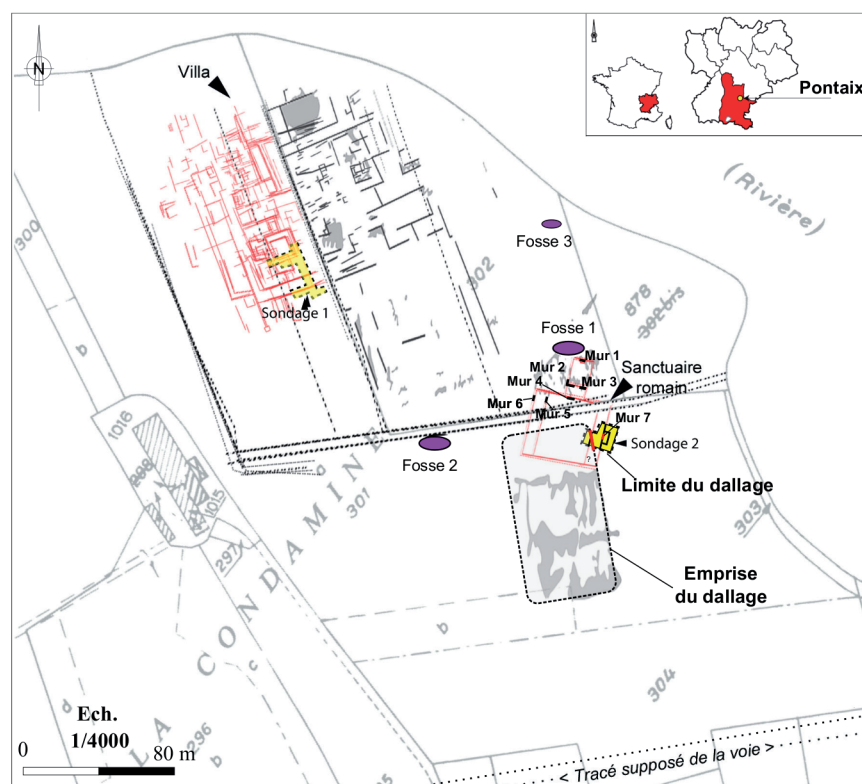 N
Villa
Pontaix
(Rivière)
300
Fosse 3
302
878
302bis
Sondage 1
Fosse 1
Mur 1
Mur 2
Mur 3
Sanctuaire
romain
Mur 4
Mur 6
Mur 5
Mur 7
b
1016
298
1015
a
Fosse 2
Sondage 2
?
Limite du dallage
LA CONDAMINE
301
303
297
Emprise
du dallage
b
d
c
304
296
b
295
Ech.
1/4000
0 80 m
< Tracé supposé de la voie >